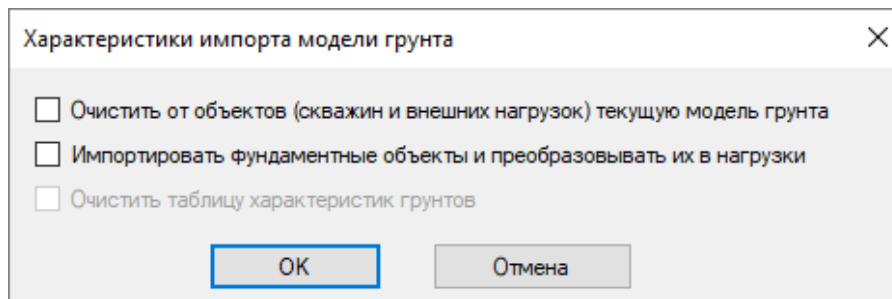 Характеристики импорта модели грунта
Очистить от объектов (скважин и внешних нагрузок) текущую модель грунта
Импортировать фундаментные объекты и преобразовывать их в нагрузки
Очистить таблицу характеристик грунтов
OK Отмена